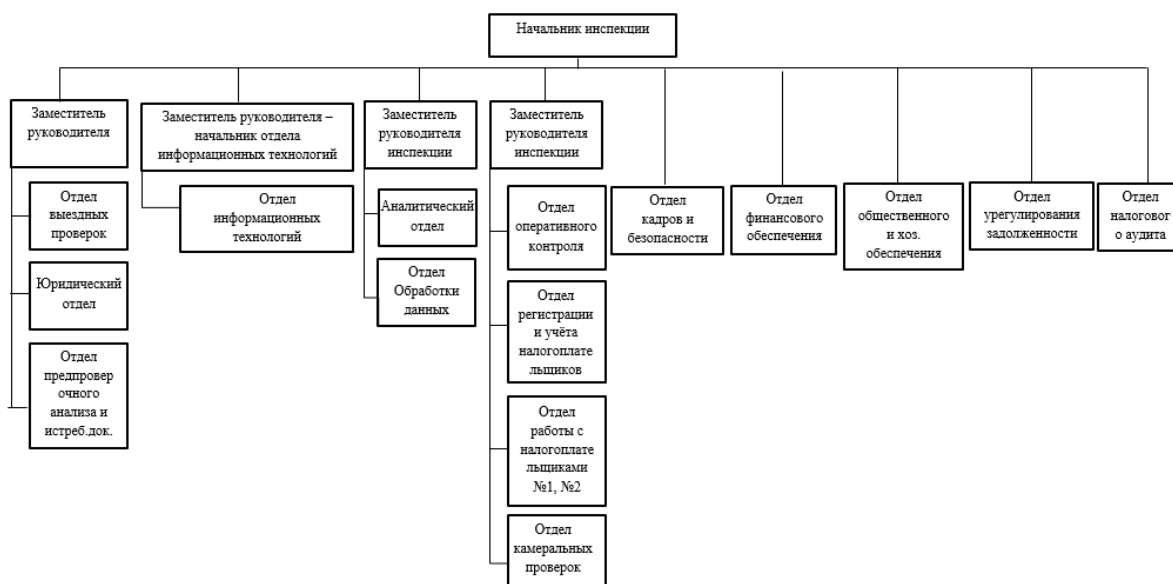 Начальник инспекции
Заместитель
руководителя
Заместитель руководителя –
начальник отдела
информационных технологий
Заместитель
руководителя
инспекции
Заместитель
руководителя
инспекции
Отдел
выездных
проверок
Юридический
отдел
Отдел
предпровер
очного
анализа и
истреб.док.
Отдел
информационных
технологий
Аналитический
отдел
Отдел
Обработки
данных
Отдел
оперативного
контроля
Отдел
регистрации
и учёта
налогоплате
льщиков
Отдел
работы с
налогоплате
льщиками
№1, №2
Отдел
камеральных
проверок
Отдел
кадров и
безопасности
Отдел
финансового
обеспечения
Отдел
общественного
и хоз.
обеспечения
Отдел
урегулирования
задолженности
Отдел
налоговог
о аудита